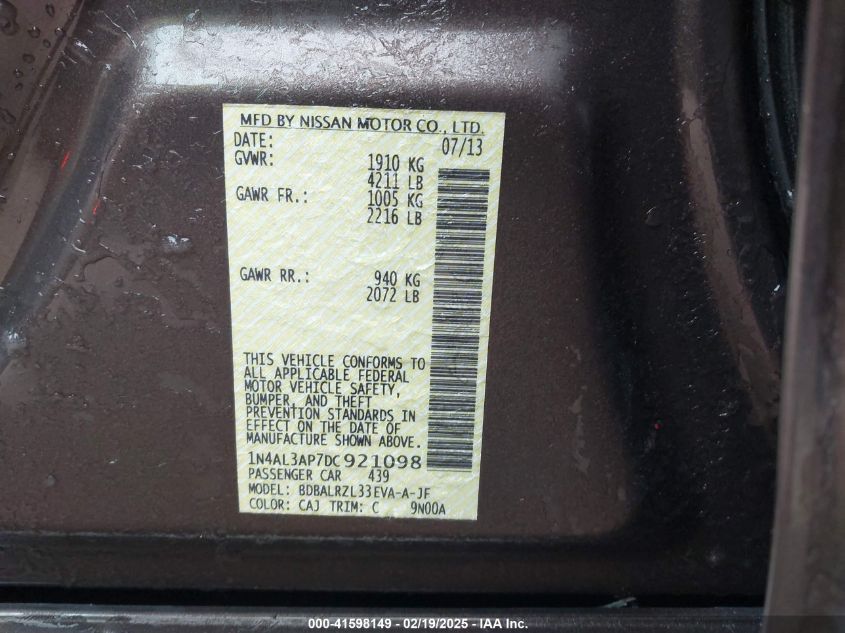 MFD BY NISSAN MOTOR CO., LTD.
DATE: 07/13
GVWR: 1910 KG
4211 LB
GAWR FR.: 1005 KG
2216 LB
GAWR RR.: 940 KG
2072 LB
THIS VEHICLE CONFORMS TO
ALL APPLICABLE FEDERAL
MOTOR VEHICLE SAFETY,
BUMPER, AND THEFT
PREVENTION STANDARDS IN
EFFECT ON THE DATE OF
MANUFACTURE SHOWN ABOVE.
1N4AL3AP7DC921098
PASSENGER CAR 439
MODEL: BDBALRZL33EVA-A-JF
COLOR: CAJ TRIM: C 9N00A
000-41598149 - 02/19/2025 - IAA Inc.